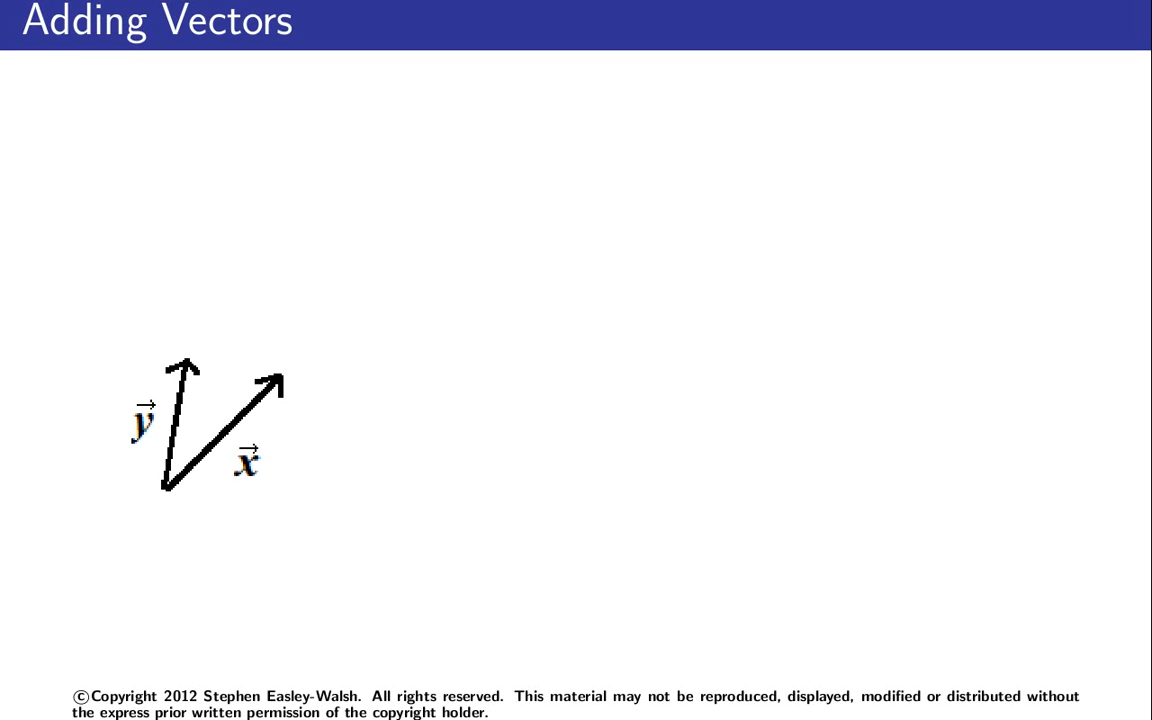 Adding Vectors
y⃗
x⃗
©Copyright 2012 Stephen Easley-Walsh. All rights reserved. This material may not be reproduced, displayed, modified or distributed without
the express prior written permission of the copyright holder.